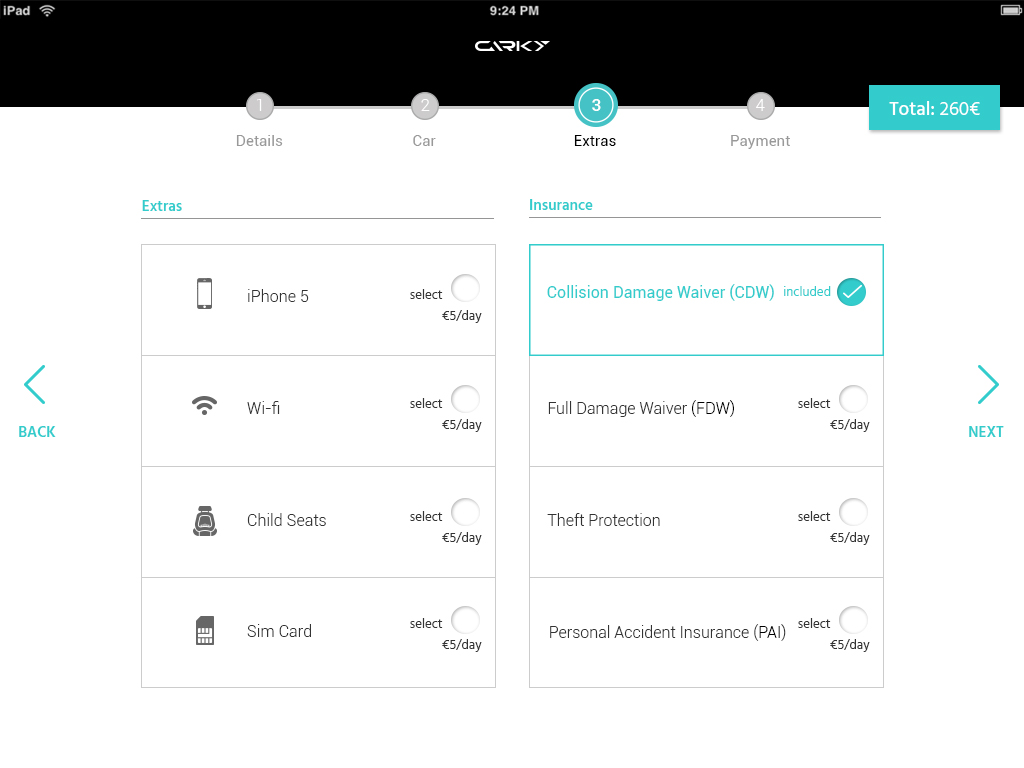 iPad 9:24 PM
CARKY
1 2 3 4
Details Car Extras Payment
Total: 260€
Extras
iPhone 5 select
€5/day
Wi-fi select
€5/day
Child Seats select
€5/day
Sim Card select
€5/day
Insurance
Collision Damage Waiver (CDW) included
Full Damage Waiver (FDW) select
€5/day
Theft Protection select
€5/day
Personal Accident Insurance (PAI) select
€5/day
BACK
NEXT